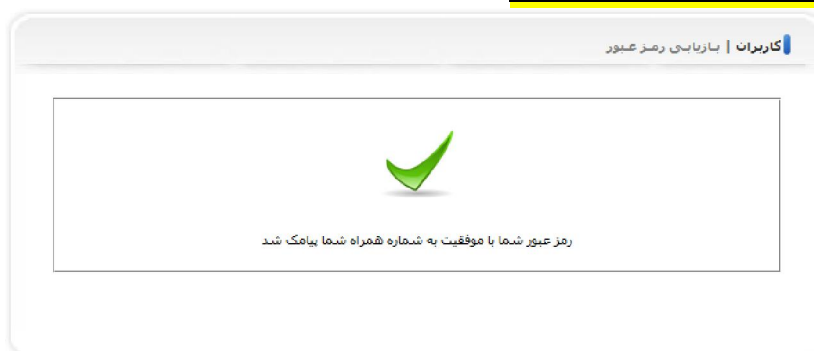 کاربران | بازیابی رمز عبور
رمز عبور شما با موفقیت به شماره همراه شما پیامک شد